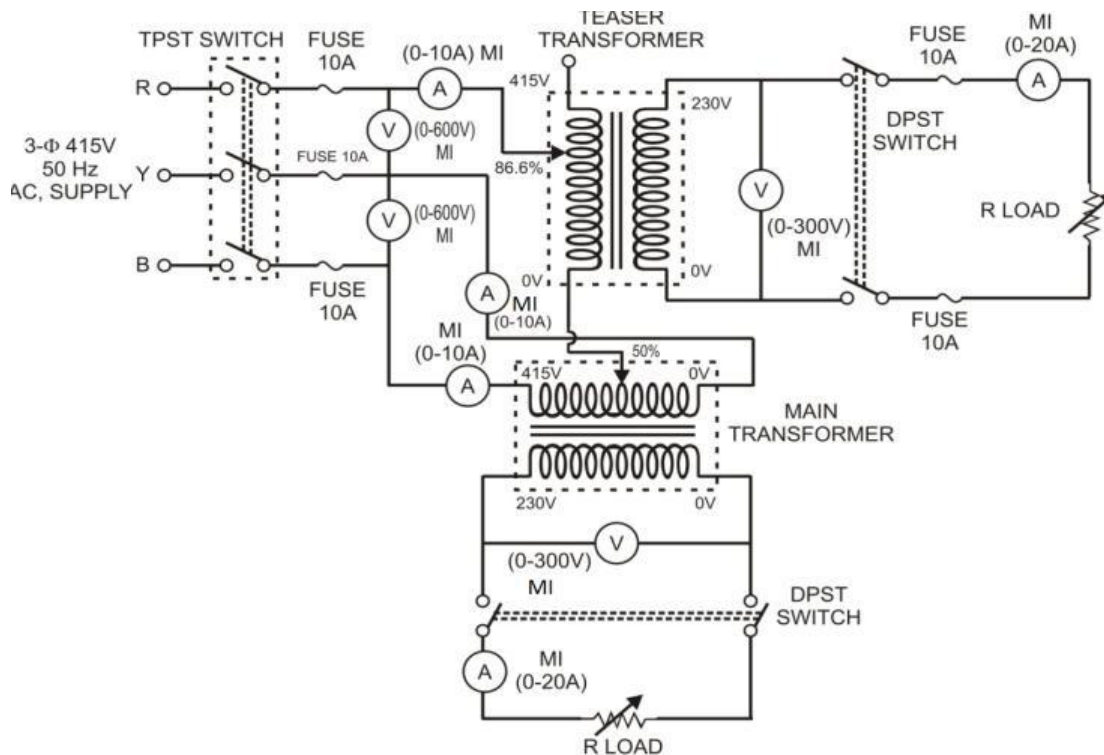 TEASER
TRANSFORMER
TPST SWITCH
FUSE
10A
(0-10A) MI
415V
FUSE
10A
MI
(0-20A)
R
A
A
230V
V
(0-600V)
MI
DPST
SWITCH
3-Φ 415V
50 Hz
AC, SUPPLY
Y
FUSE 10A
86.6%
V
(0-600V)
MI
V
(0-300V)
MI
R LOAD
B
0V
0V
FUSE
10A
A
MI
(0-10A)
FUSE
10A
MI
(0-10A)
50%
A
415V
0V
MAIN
TRANSFORMER
230V
0V
V
(0-300V)
MI
DPST
SWITCH
A
MI
(0-20A)
R LOAD